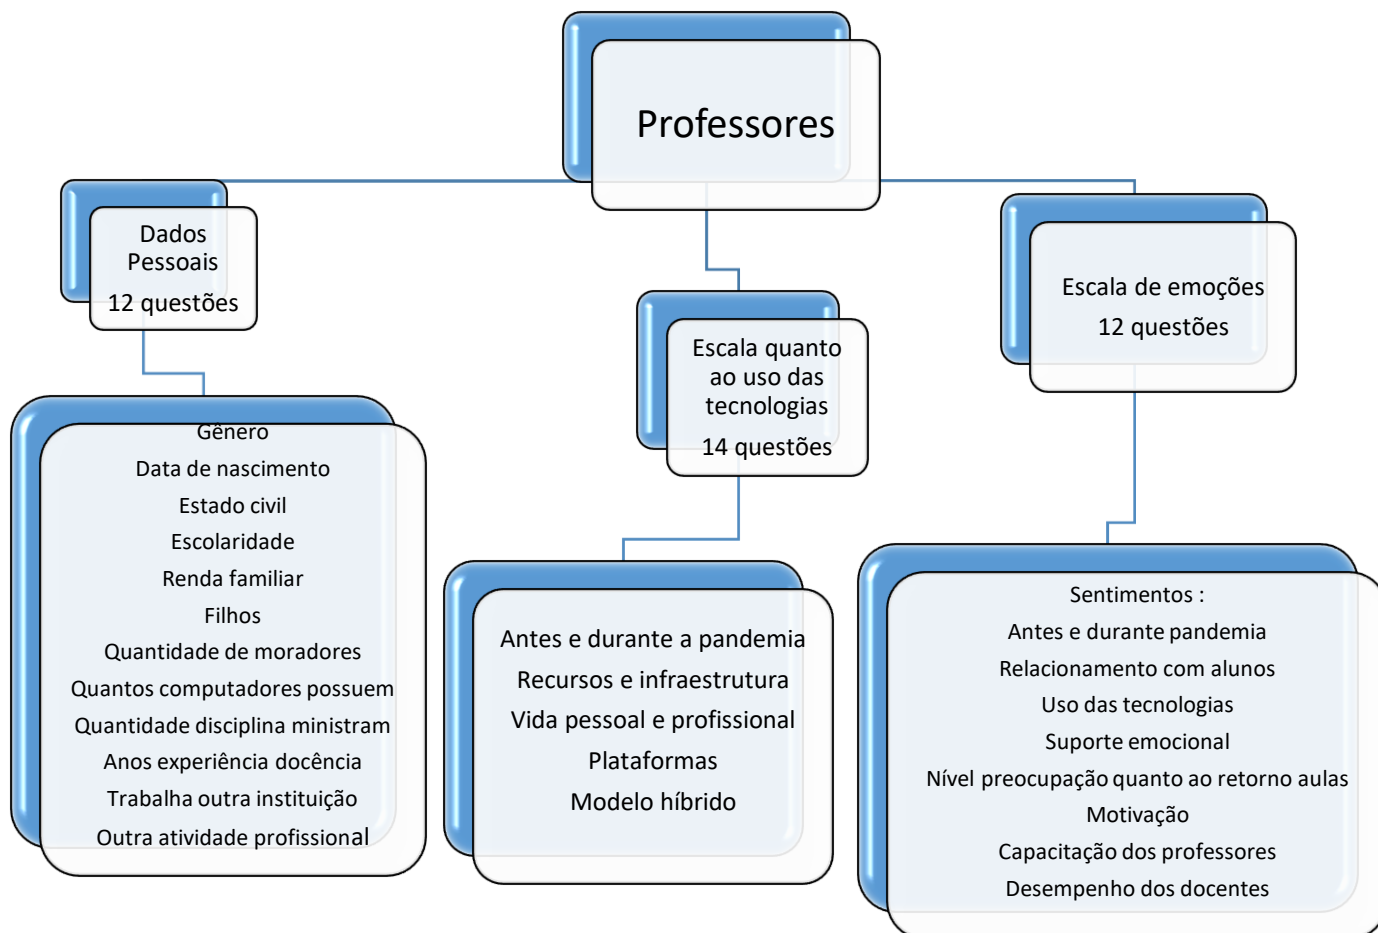 Professores
Dados
Pessoais
12 questões
Gênero
Data de nascimento
Estado civil
Escolaridade
Renda familiar
Filhos
Quantidade de moradores
Quantos computadores possuem
Quantidade disciplina ministram
Anos experiência docência
Trabalha outra instituição
Outra atividade profissional
Escala quanto
ao uso das
tecnologias
14 questões
Antes e durante a pandemia
Recursos e infraestrutura
Vida pessoal e profissional
Plataformas
Modelo híbrido
Escala de emoções
12 questões
Sentimentos :
Antes e durante pandemia
Relacionamento com alunos
Uso das tecnologias
Suporte emocional
Nível preocupação quanto ao retorno aulas
Motivação
Capacitação dos professores
Desempenho dos docentes